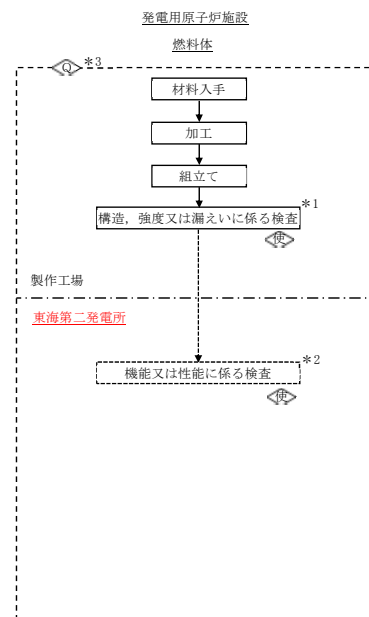 発電用原子炉施設
燃料体
Q ＊3
材料入手
加工
組立て
構造，強度又は漏えいに係る検査 ＊1
使
製作工場
東海第二発電所
機能又は性能に係る検査 ＊2
使